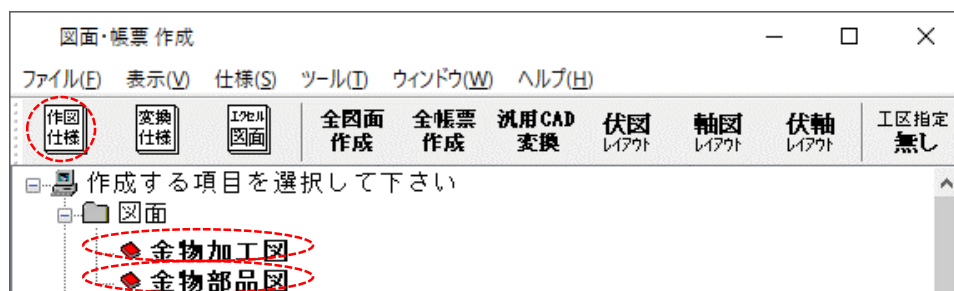 図面・帳票 作成
ファイル(F) 表示(V) 仕様(S) ツール(T) ウィンドウ(W) ヘルプ(H)
作図 変換 エクセル 全図面 全帳票 汎用CAD 伏図 軸図 伏軸 工区指定
仕様 仕様 図面 作成 作成 変換 レイアウト レイアウト レイアウト 無し
作成する項目を選択して下さい
図面
金物加工図
金物部品図